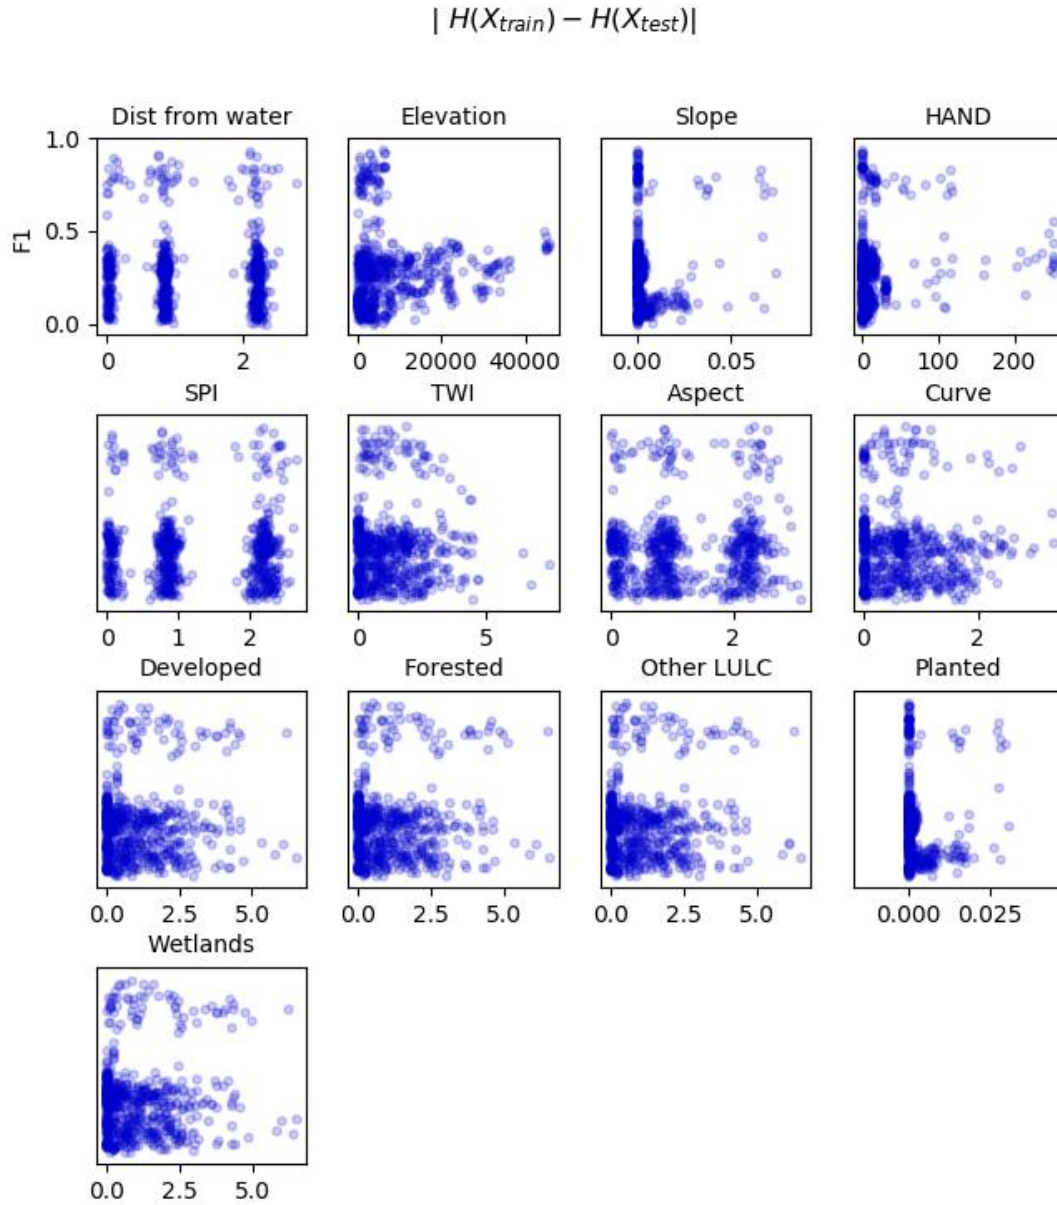 | H(X_train) − H(X_test)|
Dist from water Elevation Slope HAND
1.0
0.5
0.0
F1
0 2 0 20000 40000 0.00 0.05 0 100 200
SPI TWI Aspect Curve
0 1 2 0 5 0 2 0 2
Developed Forested Other LULC Planted
0.0 2.5 5.0 0.0 2.5 5.0 0.0 2.5 5.0 0.000 0.025
Wetlands
0.0 2.5 5.0